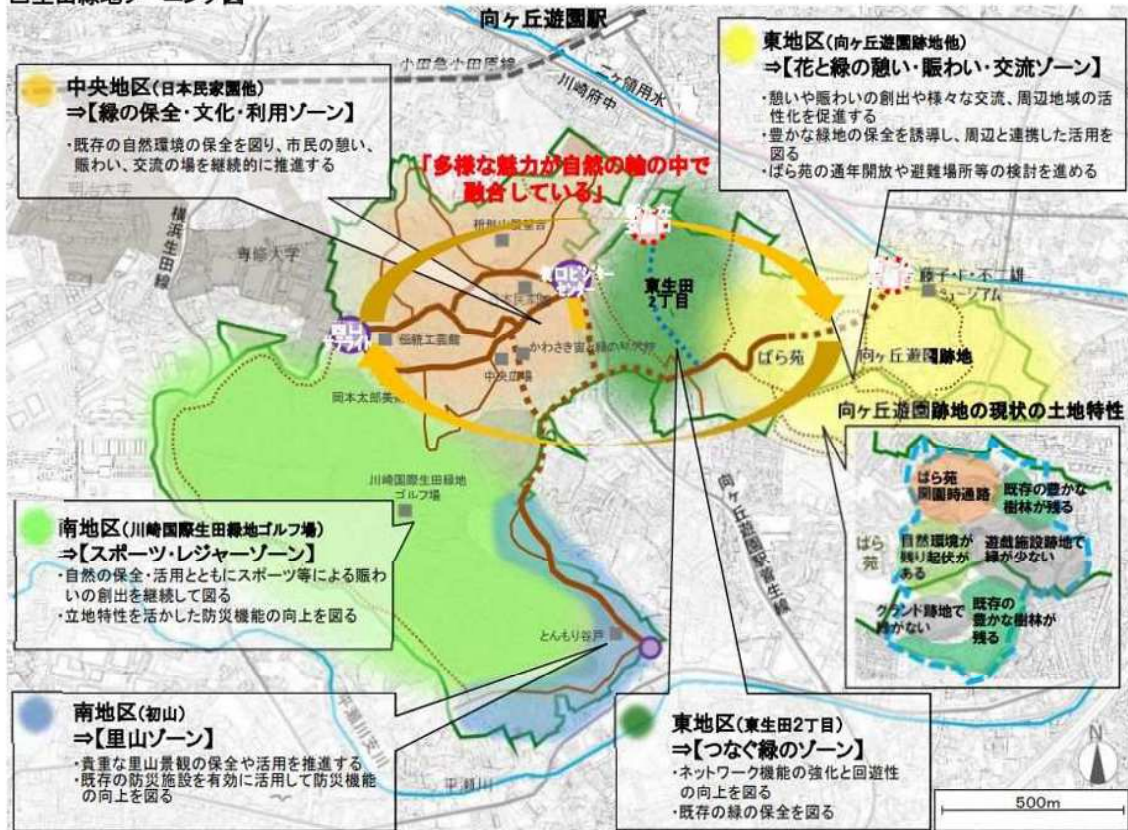 向ヶ丘遊園駅
小田急小田原線
二ヶ領用水
川崎府中
中央地区(日本民家園他)
⇒【緑の保全・文化・利用ゾーン】
・既存の自然環境の保全を図り、市民の憩い、
賑わい、交流の場を継続的に推進する
東地区(向ヶ丘遊園跡地他)
⇒【花と緑の憩い・賑わい・交流ゾーン】
・憩いや賑わいの創出や様々な交流、周辺地域の活
性化を促進する
・豊かな緑地の保全を誘導し、周辺と連携した活用を
図る
・ばら苑の通年開放や避難場所等の検討を進める
「多様な魅力が自然の輪の中で
融合している」
明治大学
横浜生田線
専修大学
東生田
2丁目
藤子・F・不二雄
ミュージアム
伝統工芸館
中央広場
ばら苑
向ヶ丘遊園跡地
向ヶ丘遊園跡地の現状の土地特性
川崎国際生田緑地
ゴルフ場
向ヶ丘遊園駅菅生線
ばら苑
開園時通路
既存の豊かな
樹林が残る
ばら
苑
自然環境が
残り起伏が
ある
遊戯施設跡地で
緑が少ない
グランド跡地で
緑がない
既存の
豊かな樹林が
残る
南地区(川崎国際生田緑地ゴルフ場)
⇒【スポーツ・レジャーゾーン】
・自然の保全・活用とともにスポーツ等による賑わ
いの創出を継続して図る
・立地特性を活かした防災機能の向上を図る
とんもり谷戸
南地区(初山)
⇒【里山ゾーン】
・貴重な里山景観の保全や活用を推進する
・既存の防災施設を有効に活用して防災機能
の向上を図る
平瀬川支川
平瀬川
東地区(東生田2丁目)
⇒【つなぐ緑のゾーン】
・ネットワーク機能の強化と回遊性
の向上を図る
・既存の緑の保全を図る
N
500m